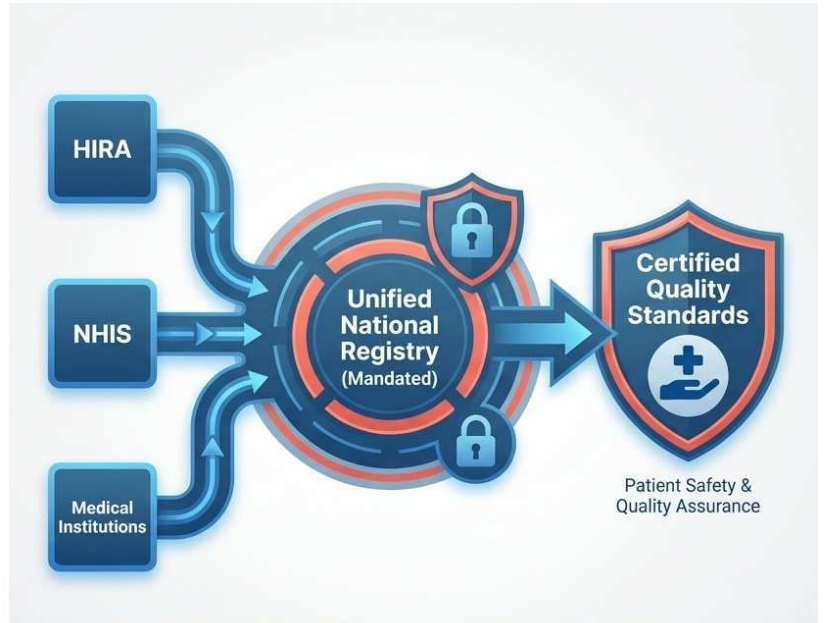 HIRA
NHIS
Medical
Institutions
Unified
National
Registry
(Mandated)
Certified
Quality
Standards
Patient Safety &
Quality Assurance